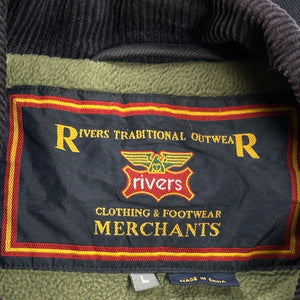 RIVERS TRADITIONAL OUTWEAR
rivers
CLOTHING & FOOTWEAR
MERCHANTS
L
MADE IN CHINA